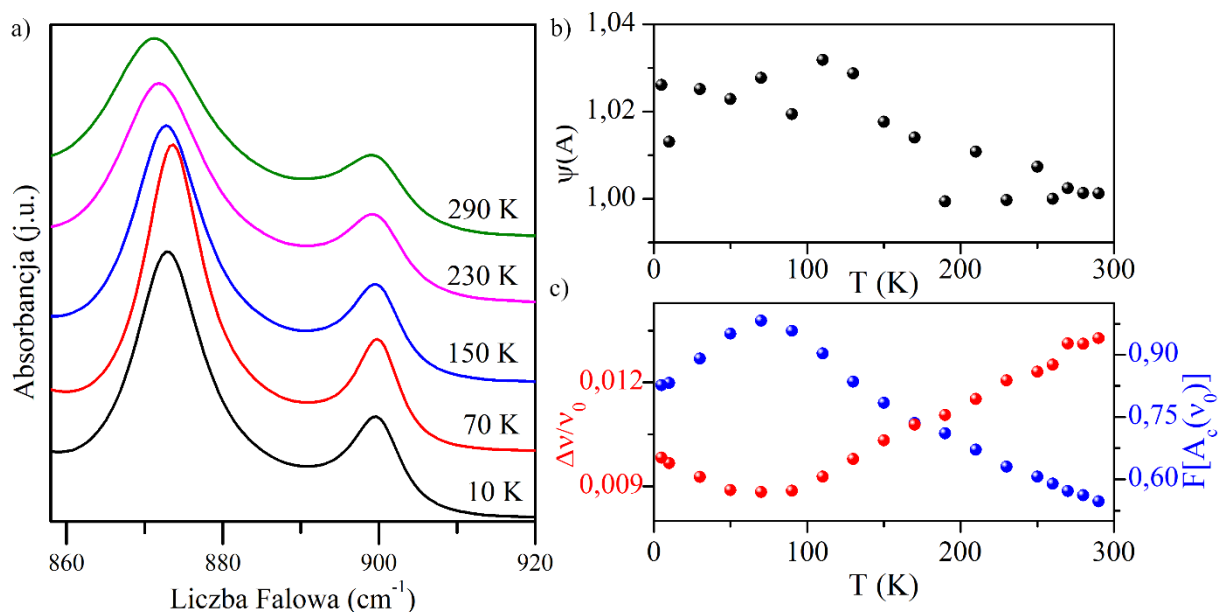 a)
Absorbancja (j.u.)
290 K
230 K
150 K
70 K
10 K
860 880 900 920
Liczba Falowa (cm⁻¹)
b)
ψ(A)
1,04
1,02
1,00
0 100 200 300
T (K)
c)
Δν/ν₀
0,012
0,009
F[A_c(ν₀)]
0,90
0,75
0,60
0 100 200 300
T (K)